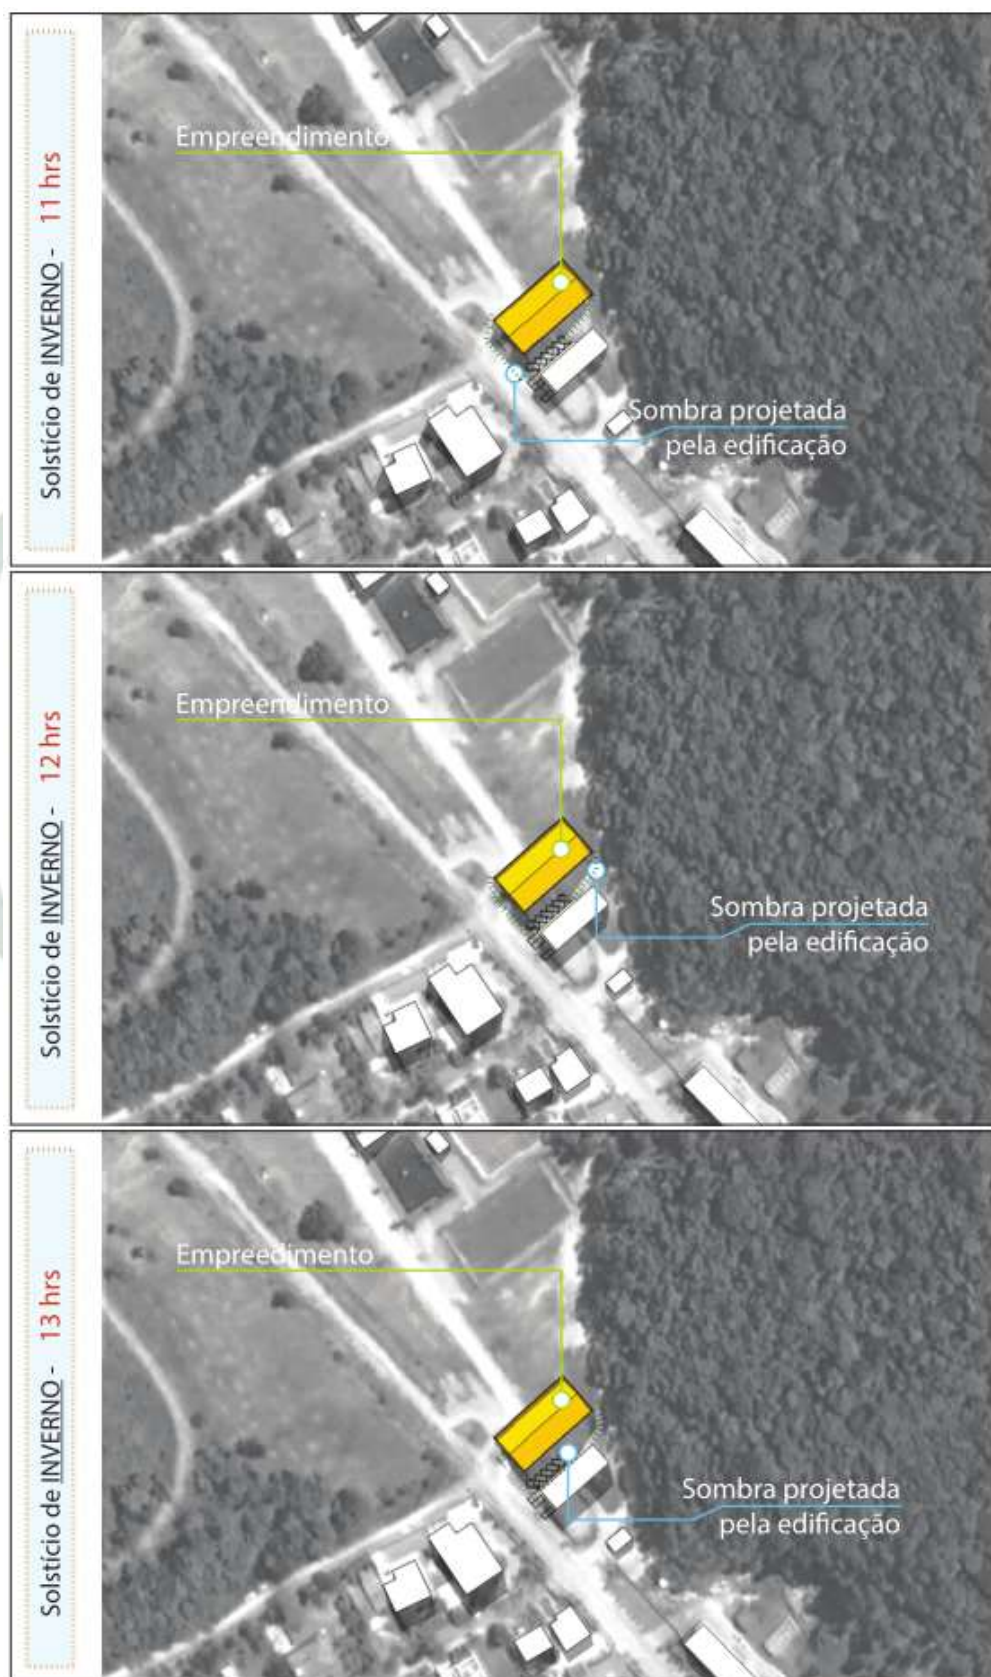 Solstício de INVERNO - 11 hrs
Empreendimento
Sombra projetada
pela edificação
Solstício de INVERNO - 12 hrs
Empreendimento
Sombra projetada
pela edificação
Solstício de INVERNO - 13 hrs
Empreedimento
Sombra projetada
pela edificação